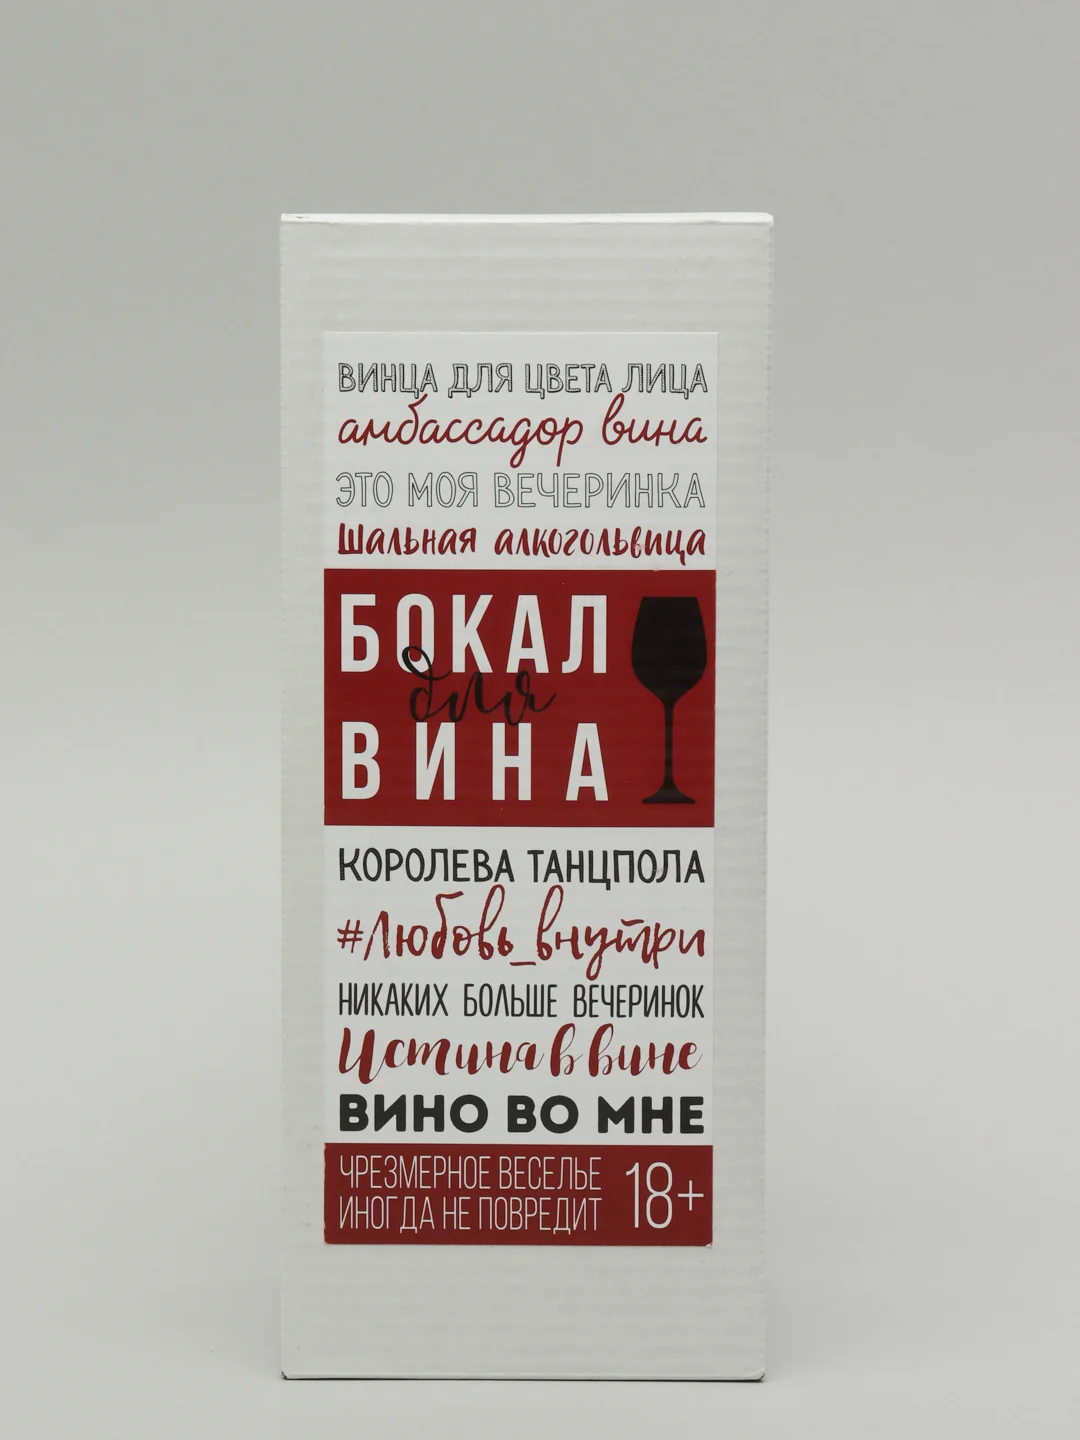 ВИНЦА ДЛЯ ЦВЕТА ЛИЦА
амбассадор вина
ЭТО МОЯ ВЕЧЕРИНКА
Шальная алкогольвица
БОКАЛ
для
ВИНА
КОРОЛЕВА ТАНЦПОЛА
#Любовь_внутри
НИКАКИХ БОЛЬШЕ ВЕЧЕРИНОК
Истина в вине
ВИНО ВО МНЕ
ЧРЕЗМЕРНОЕ ВЕСЕЛЬЕ
ИНОГДА НЕ ПОВРЕДИТ
18+